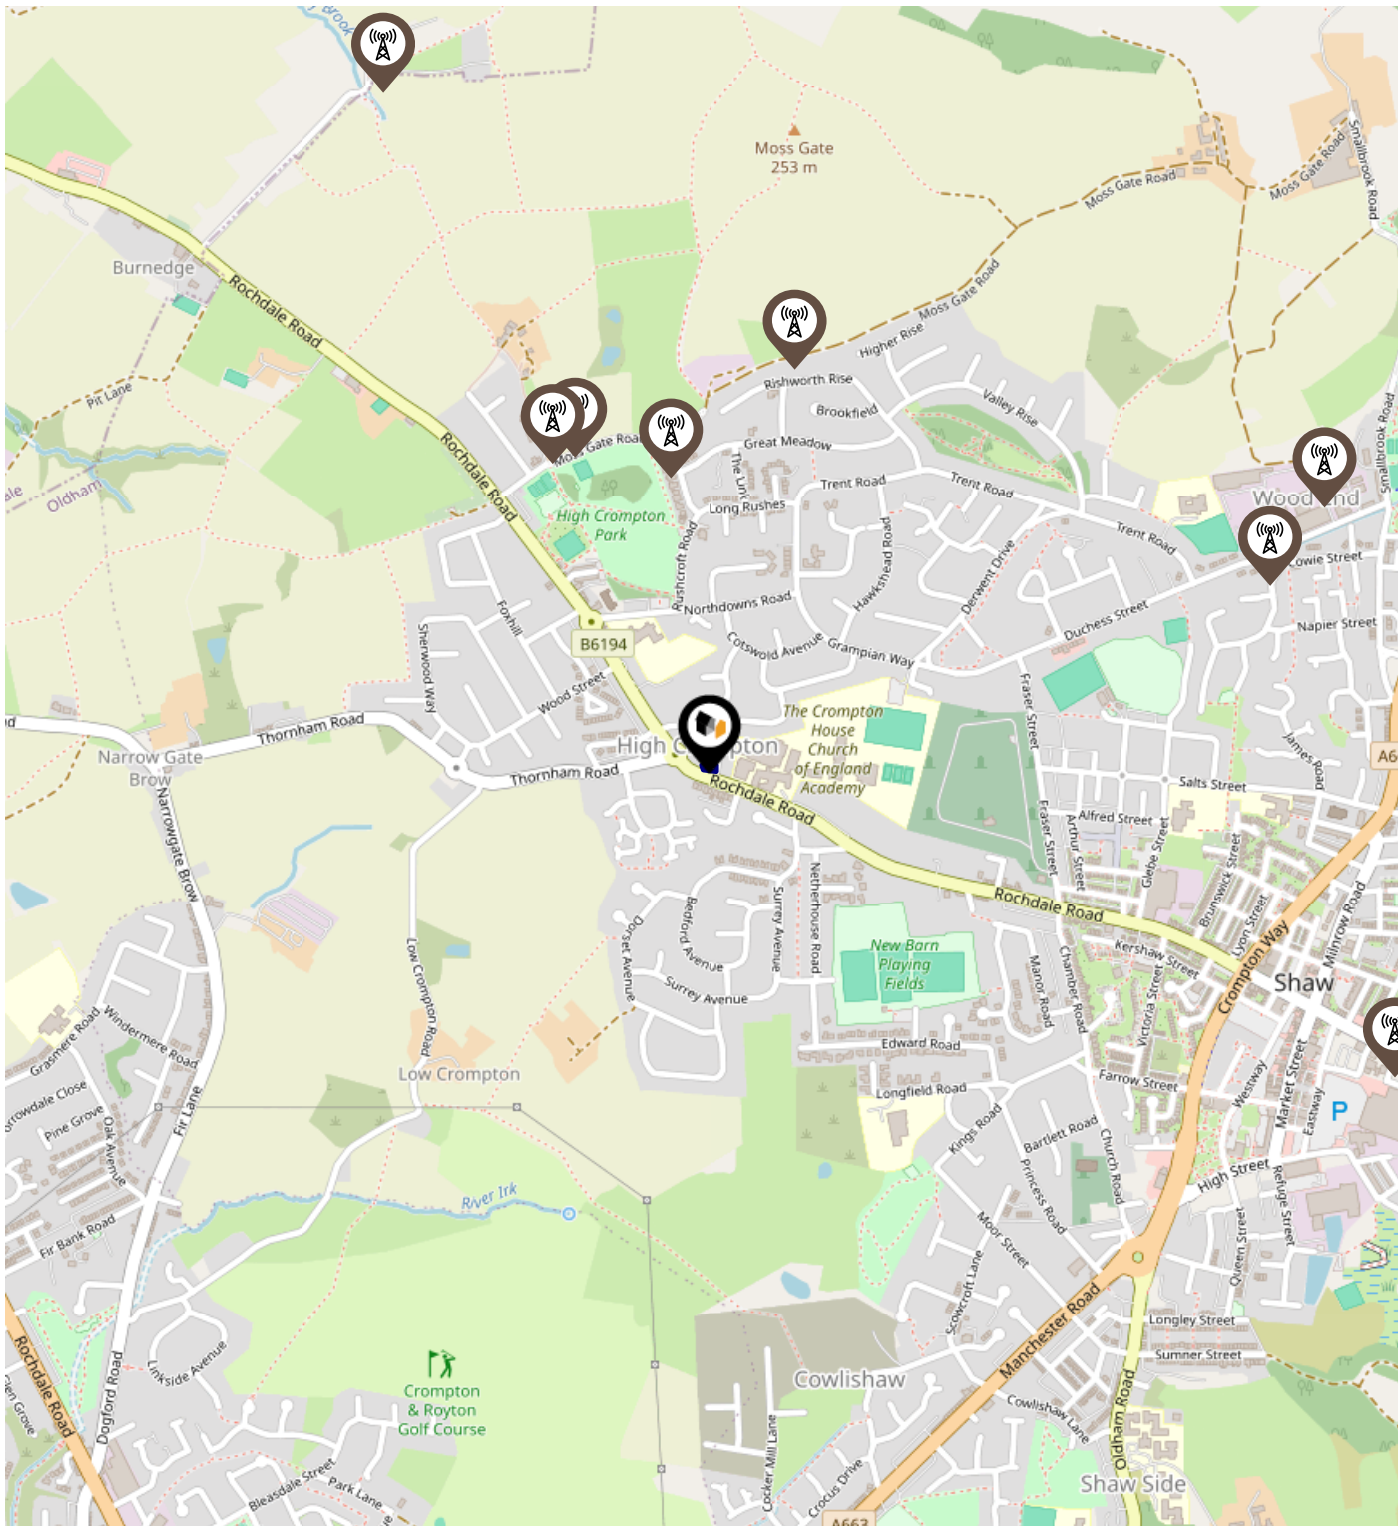 Brook
Moss Gate
253 m
Moss Gate Road
Moss Gate Road
Smallbrook Road
Burnedge
Rochdale Road
Moss Gate Road
Higher Rise
Rishworth Rise
Valley Rise
Pit Lane
Brookfield
Smallbrook Road
Great Meadow
Rochdale Road
Trent Road
Trent Road
Oldham
Long Rushes
High Crompton
Park
Trent Road
Hawkshead Road
Rushcroft Road
Derwent Drive
Northdowns Road
Foxhill
Duchess Street
Napier Street
B6194
Sherwood Way
Cotswold Avenue
Grampian Way
Wood Street
Fraser Street
The Crompton
House
Church
of England
Academy
Thornham Road
James Road
Narrow Gate
Brow
Thornham Road
Rochdale Road
Salts Street
Narrowgate Brow
Fraser Street
Arthur Street
Alfred Street
Glebe Street
Netherhouse Road
Brunswick Street
Rochdale Road
Lyon Street
Milnrow Road
Bedford Avenue
Surrey Avenue
Dorset Avenue
New Barn
Playing
Fields
Kershaw Street
Crompton Way
Low Crompton Road
Surrey Avenue
Manor Road
Chamber Road
Victoria Street
Shaw
Grasmere Road
Windermere Road
Edward Road
Low Crompton
Farrow Street
Longfield Road
Westway
Market Street
Eastway
P
Fir Lane
Pine Grove
Oak Avenue
Kings Road
Bartlett Road
Church Road
Princess Road
High Street
Refuge Street
River Irk
Moor Street
Queen Street
Fir Bank Road
Scowcroft Lane
Manchester Road
Longley Street
Linkside Avenue
Sumner Street
Rochdale Road
Dogford Road
Crompton
& Royton
Golf Course
Cowlishaw
Cowlishaw Lane
Oldham Road
Cocker Mill Lane
Crocus Drive
Bleasdale Street
Park Lane
Shaw Side
A663